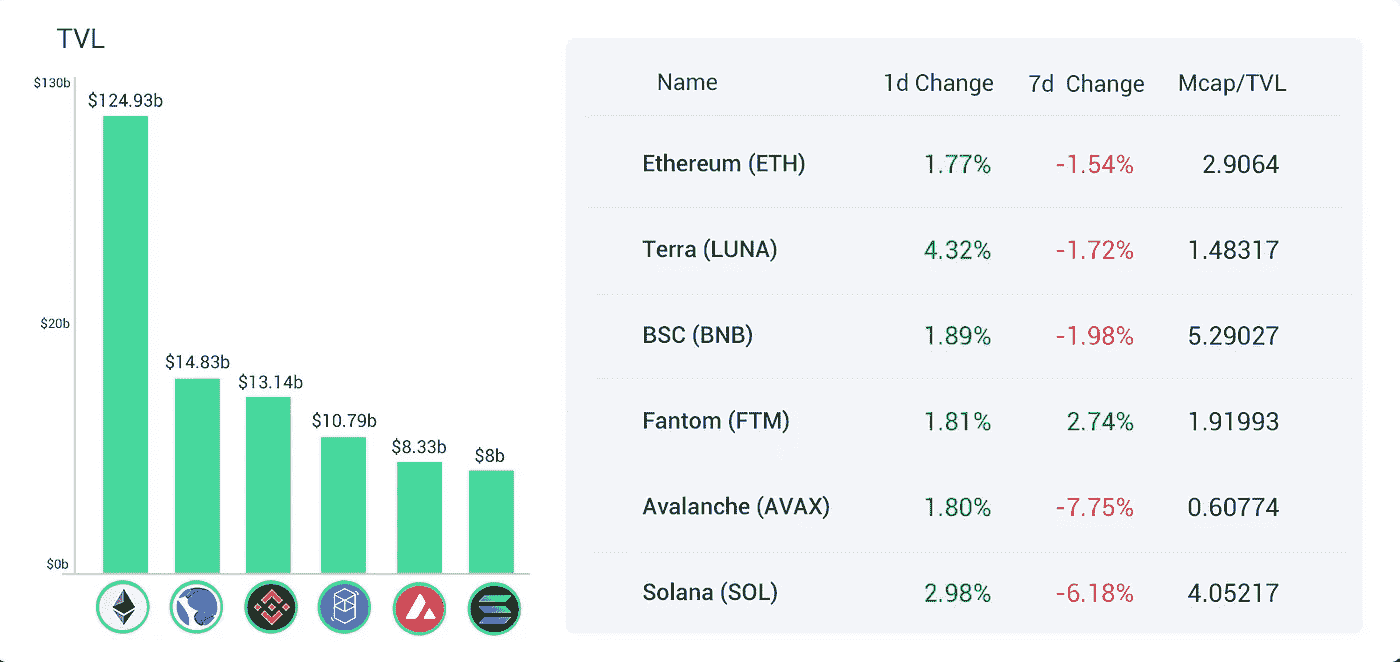 TVL
$130b
$124.93b
$20b
$14.83b
$13.14b
$10.79b
$8.33b
$8b
$0b
Name 1d Change 7d Change Mcap/TVL
Ethereum (ETH) 1.77% -1.54% 2.9064
Terra (LUNA) 4.32% -1.72% 1.48317
BSC (BNB) 1.89% -1.98% 5.29027
Fantom (FTM) 1.81% 2.74% 1.91993
Avalanche (AVAX) 1.80% -7.75% 0.60774
Solana (SOL) 2.98% -6.18% 4.05217